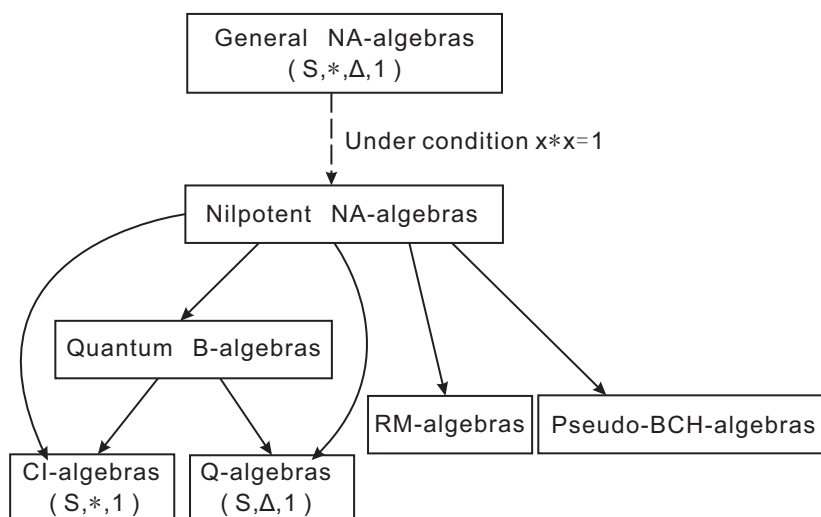 General NA-algebras
( S,*,Δ,1 )
Under condition x*x=1
Nilpotent NA-algebras
Quantum B-algebras
RM-algebras
Pseudo-BCH-algebras
CI-algebras
( S,*,1 )
Q-algebras
( S,Δ,1 )